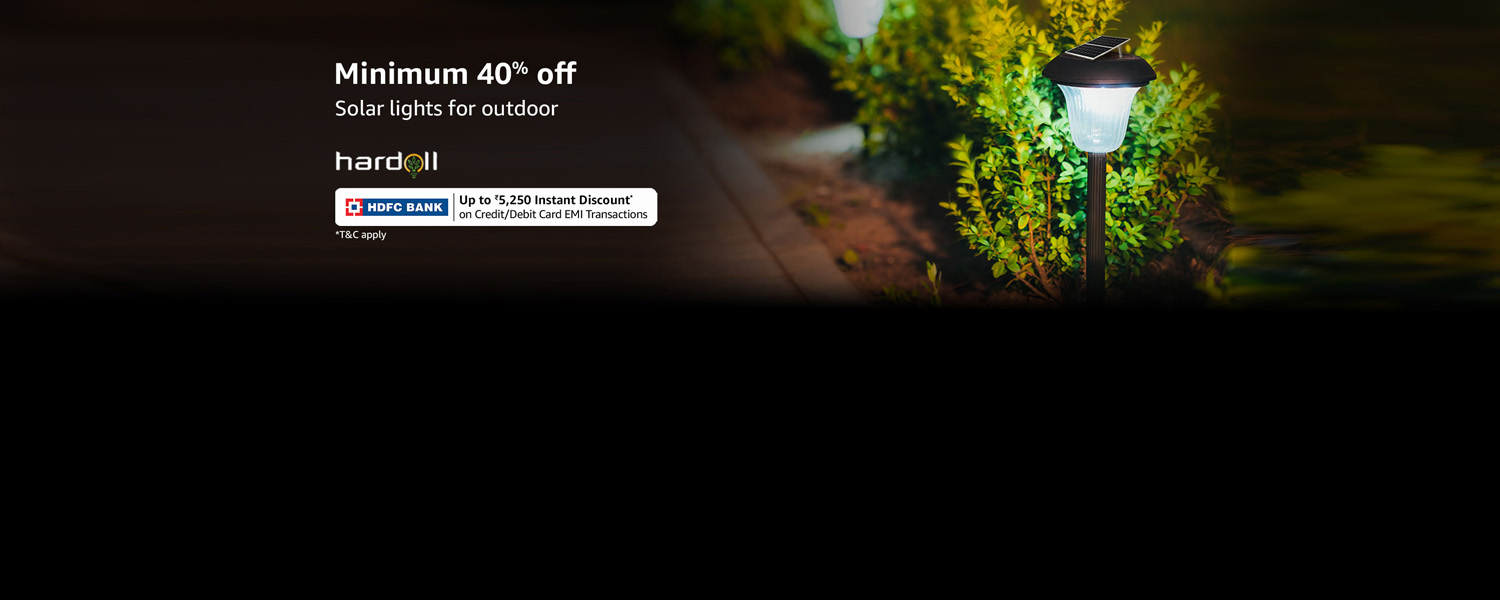 Minimum 40% off
Solar lights for outdoor
hardoll
HDFC BANK
Up to ₹5,250 Instant Discount*
on Credit/Debit Card EMI Transactions
*T&C apply